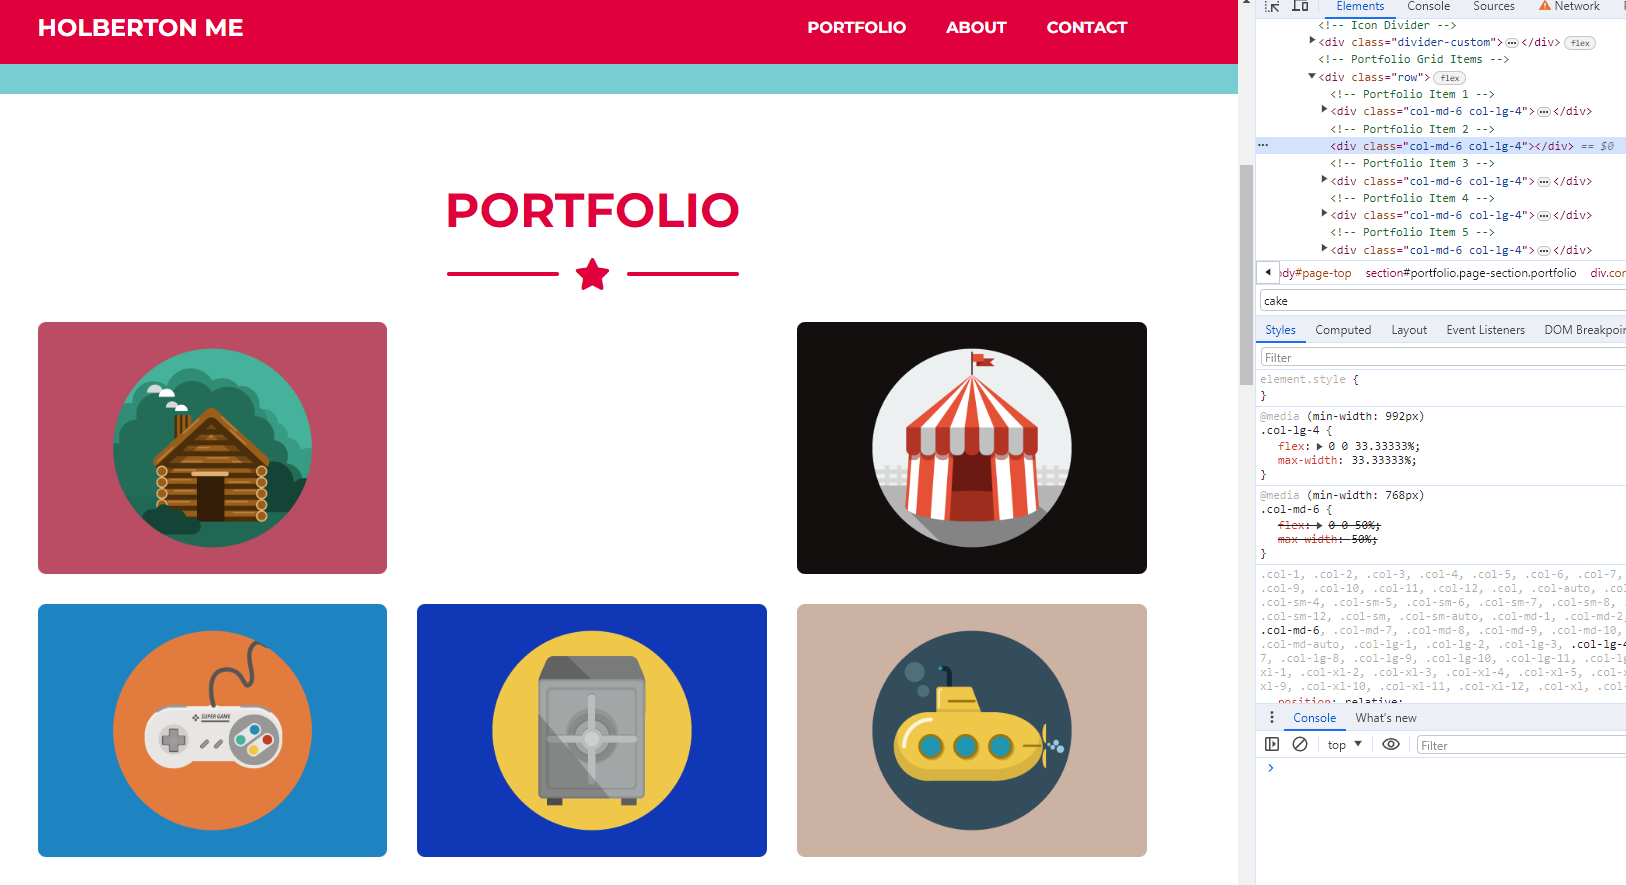 HOLBERTON ME
PORTFOLIO ABOUT CONTACT
PORTFOLIO
SUPER GAME
Elements Console Sources Network
<!-- Icon Divider -->
<div class="divider-custom"> </div> flex
<!-- Portfolio Grid Items -->
<div class="row"> flex
<!-- Portfolio Item 1 -->
<div class="col-md-6 col-lg-4"> </div>
<!-- Portfolio Item 2 -->
<div class="col-md-6 col-lg-4"></div> == $0
<!-- Portfolio Item 3 -->
<div class="col-md-6 col-lg-4"> </div>
<!-- Portfolio Item 4 -->
<div class="col-md-6 col-lg-4"> </div>
<!-- Portfolio Item 5 -->
<div class="col-md-6 col-lg-4"> </div>
dy#page-top section#portfolio.page-section.portfolio div.con
cake
Styles Computed Layout Event Listeners DOM Breakpoin
Filter
element.style {
}
@media (min-width: 992px)
.col-lg-4 {
flex: 0 0 33.33333%;
max-width: 33.33333%;
}
@media (min-width: 768px)
.col-md-6 {
flex: 0 0 50%;
max-width: 50%;
}
.col-1, .col-2, .col-3, .col-4, .col-5, .col-6, .col-7,
.col-9, .col-10, .col-11, .col-12, .col, .col-auto, .co
.col-sm-4, .col-sm-5, .col-sm-6, .col-sm-7, .col-sm-8,
.col-sm-12, .col-sm, .col-sm-auto, .col-md-1, .col-md-2
.col-md-6, .col-md-7, .col-md-8, .col-md-9, .col-md-10,
.col-md-auto, .col-lg-1, .col-lg-2, .col-lg-3, .col-lg-4
7, .col-lg-8, .col-lg-9, .col-lg-10, .col-lg-11, .col-lg
xl-1, .col-xl-2, .col-xl-3, .col-xl-4, .col-xl-5, .col-
xl-9, .col-xl-10, .col-xl-11, .col-xl-12, .col-xl, .col-
position: relative;
Console What's new
top Filter